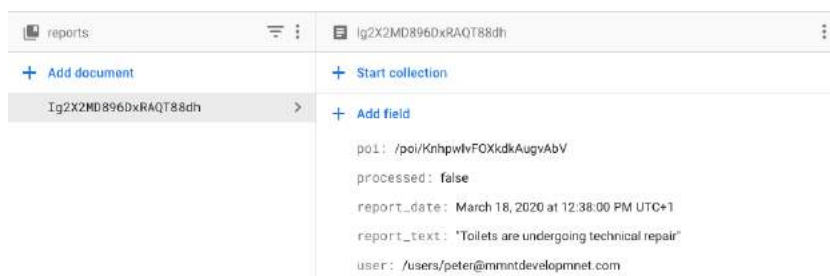 reports
Ig2X2MD896DxRAQT88dh
+ Add document
+ Start collection
Ig2X2MD896DxRAQT88dh
+ Add field
poi: /poi/KnhpwIvFOXkdkAugvAbV
processed: false
report_date: March 18, 2020 at 12:38:00 PM UTC+1
report_text: "Toilets are undergoing technical repair"
user: /users/peter@mmntdevelopmnet.com